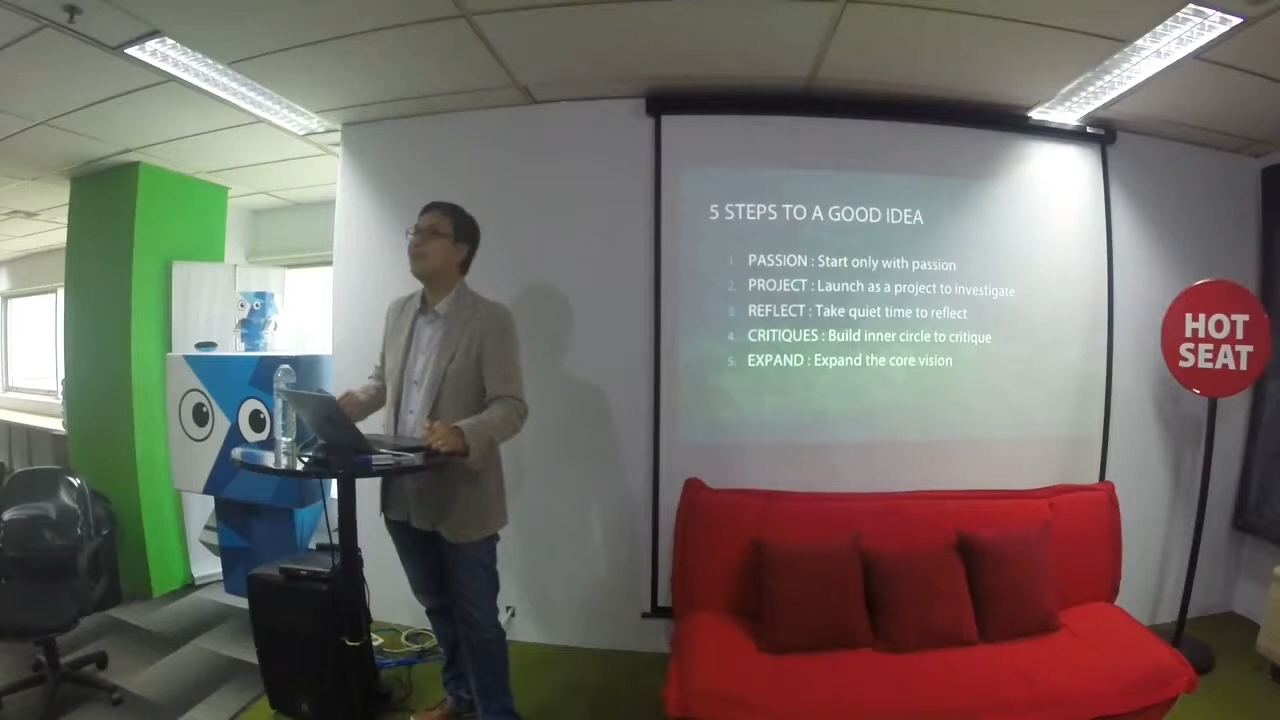 5 STEPS TO A GOOD IDEA
1. PASSION : Start only with passion
2. PROJECT : Launch as a project to investigate
3. REFLECT : Take quiet time to reflect
4. CRITIQUES : Build inner circle to critique
5. EXPAND : Expand the core vision
HOT
SEAT